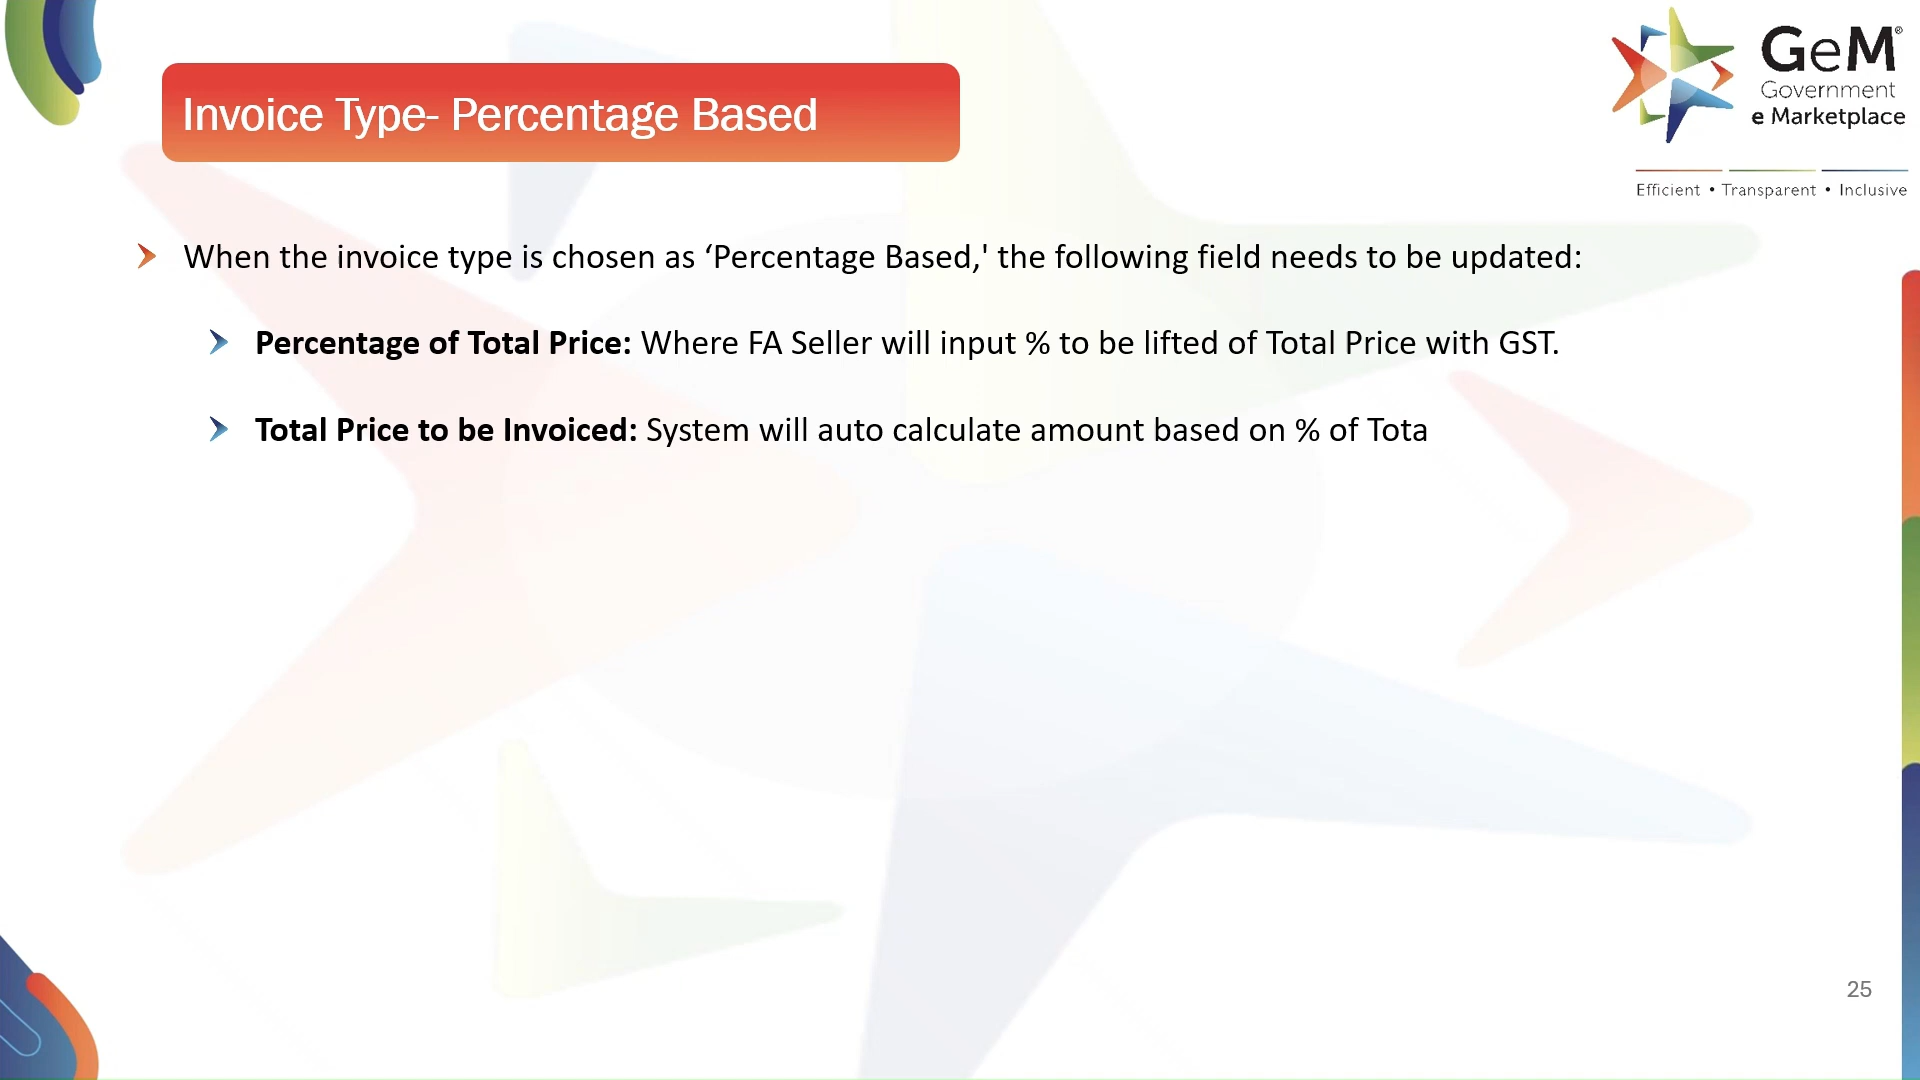 Invoice Type- Percentage Based
GeM®
Government
e Marketplace
Efficient • Transparent • Inclusive
When the invoice type is chosen as ‘Percentage Based,' the following field needs to be updated:
Percentage of Total Price: Where FA Seller will input % to be lifted of Total Price with GST.
Total Price to be Invoiced: System will auto calculate amount based on % of Tota
25